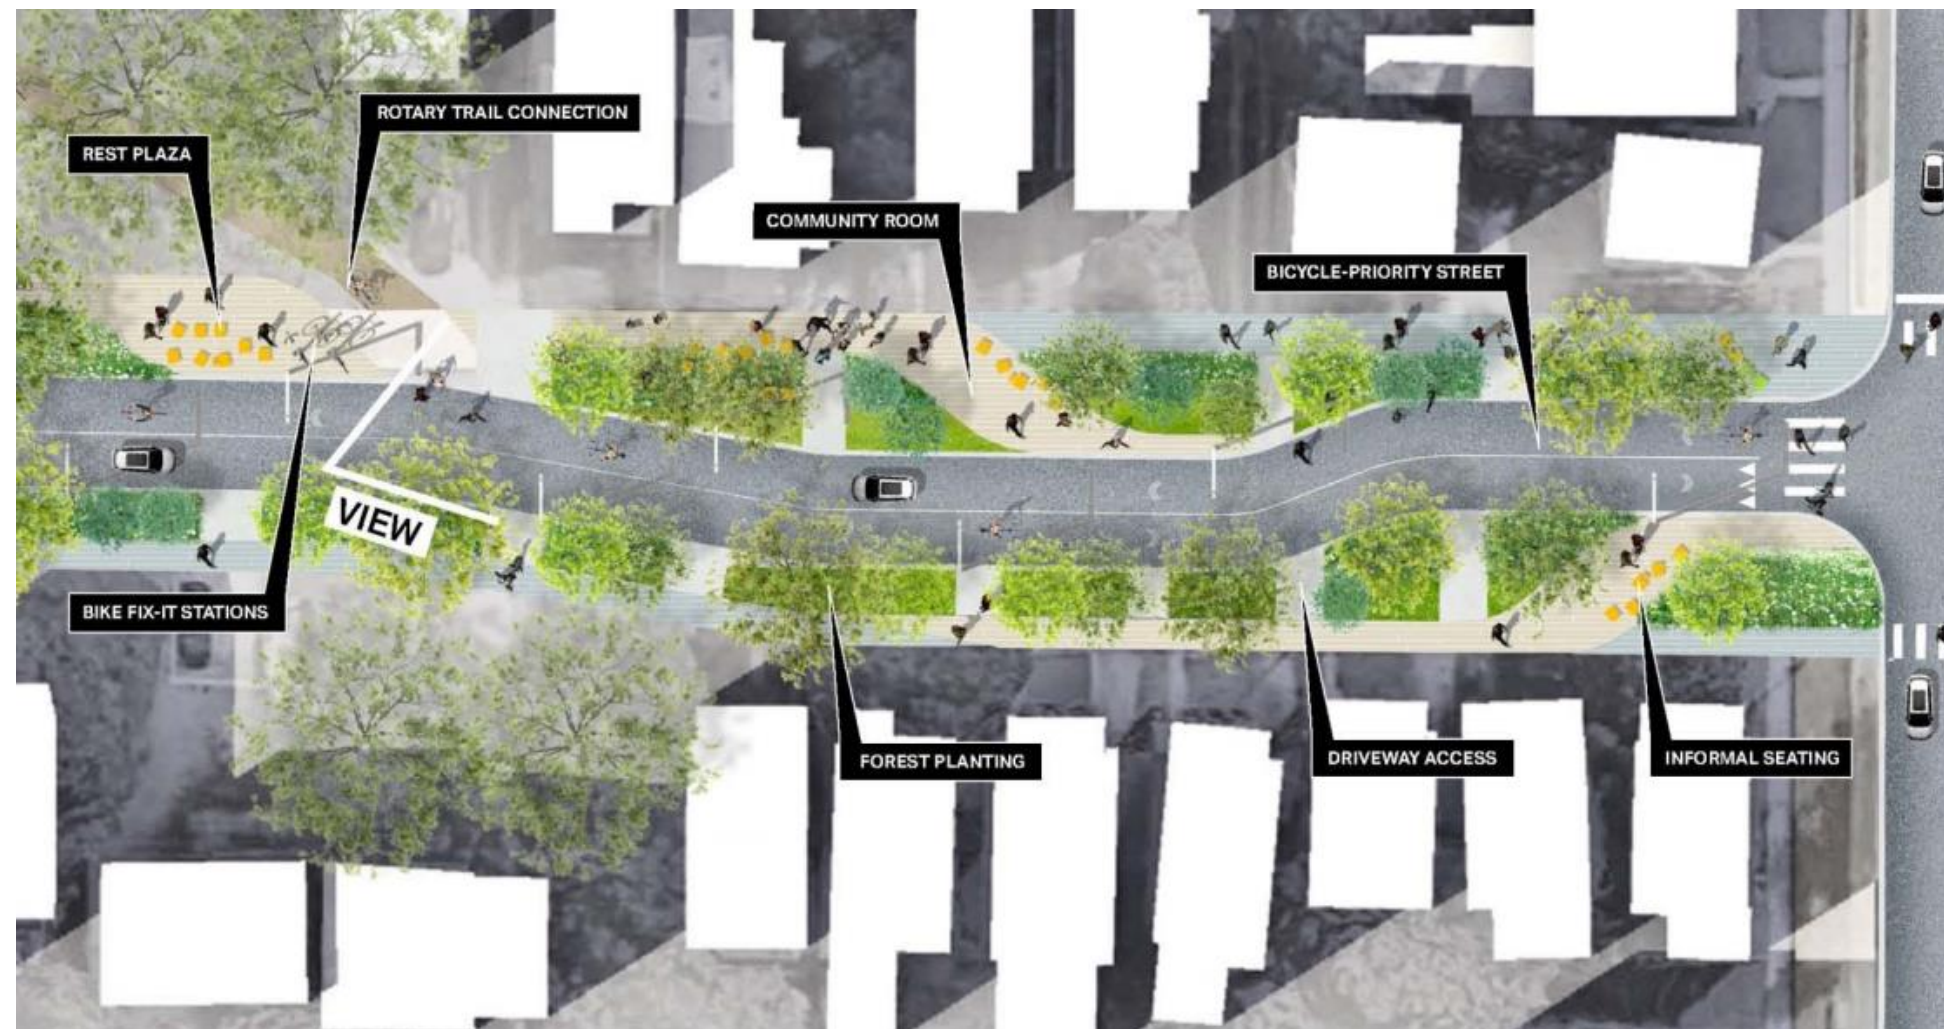 ROTARY TRAIL CONNECTION
REST PLAZA
COMMUNITY ROOM
BICYCLE-PRIORITY STREET
VIEW
BIKE FIX-IT STATIONS
FOREST PLANTING
DRIVEWAY ACCESS
INFORMAL SEATING